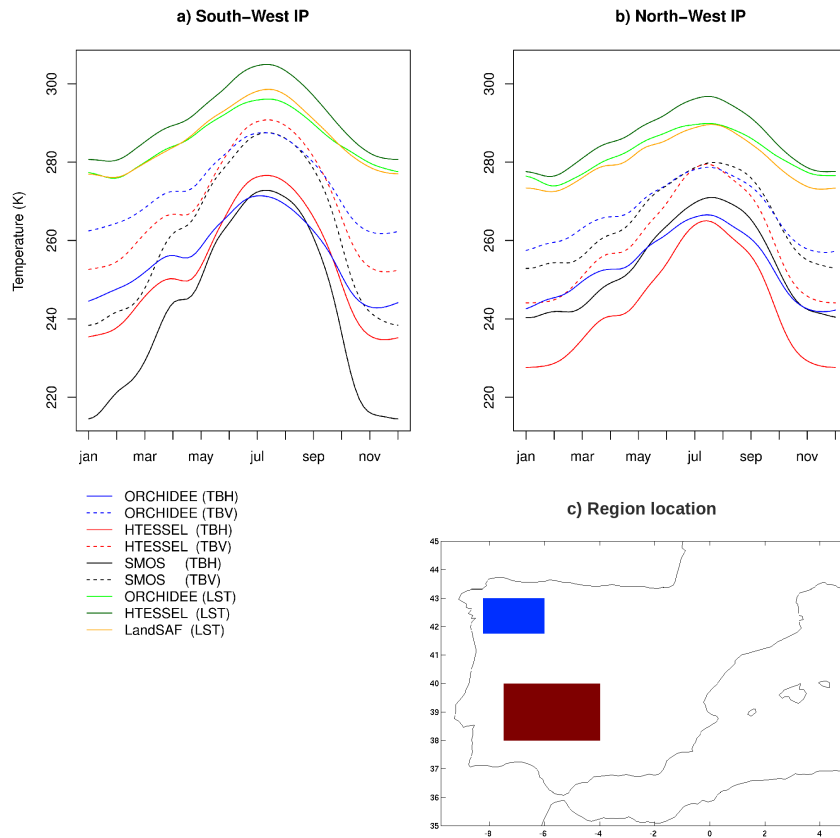 a) South−West IP
b) North−West IP
Temperature (K)
300
280
260
240
220
jan mar may jul sep nov
300
280
260
240
220
jan mar may jul sep nov
ORCHIDEE (TBH)
ORCHIDEE (TBV)
HTESSEL (TBH)
HTESSEL (TBV)
SMOS (TBH)
SMOS (TBV)
ORCHIDEE (LST)
HTESSEL (LST)
LandSAF (LST)
c) Region location
45
44
43
42
41
40
39
38
37
36
35
-8 -6 -4 -2 0 2 4